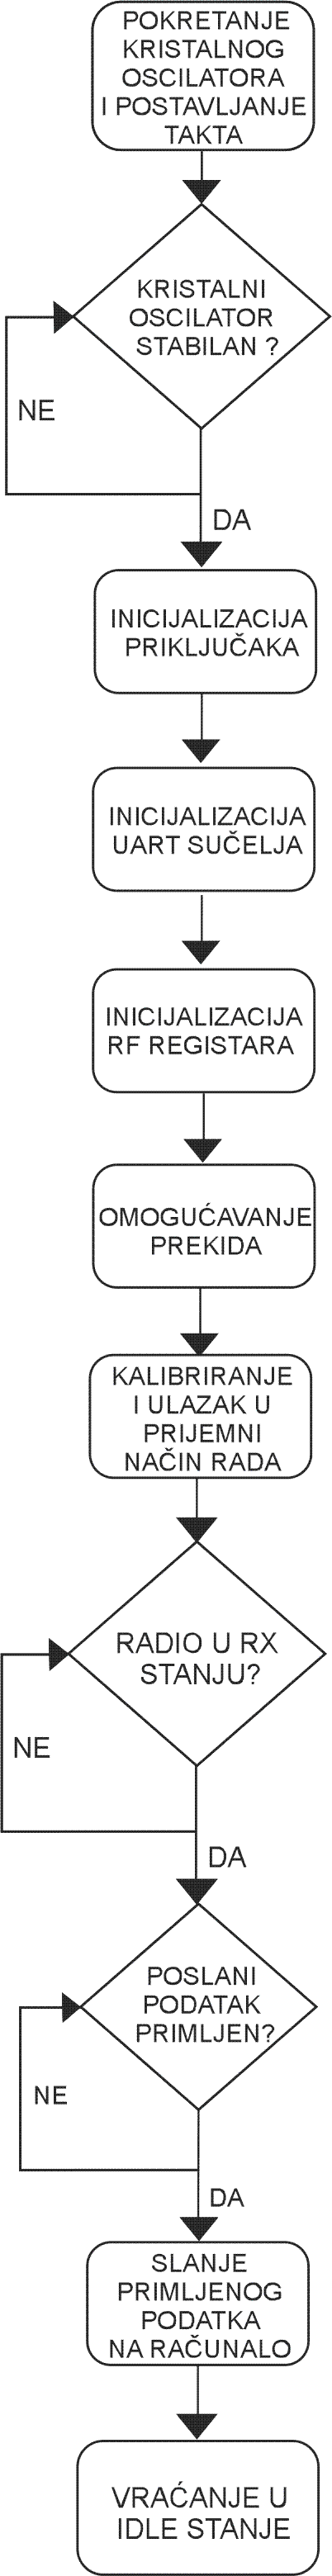 POKRETANJE
KRISTALNOG
OSCILATORA
I POSTAVLJANJE
TAKTA
KRISTALNI
OSCILATOR
STABILAN ?
NE
DA
INICIJALIZACIJA
PRIKLJUČAKA
INICIJALIZACIJA
UART SUČELJA
INICIJALIZACIJA
RF REGISTARA
OMOGUĆAVANJE
PREKIDA
KALIBRIRANJE
I ULAZAK U
PRIJEMNI
NAČIN RADA
RADIO U RX
STANJU?
NE
DA
POSLANI
PODATAK
PRIMLJEN?
NE
DA
SLANJE
PRIMLJENOG
PODATKA
NA RAČUNALO
VRAĆANJE U
IDLE STANJE